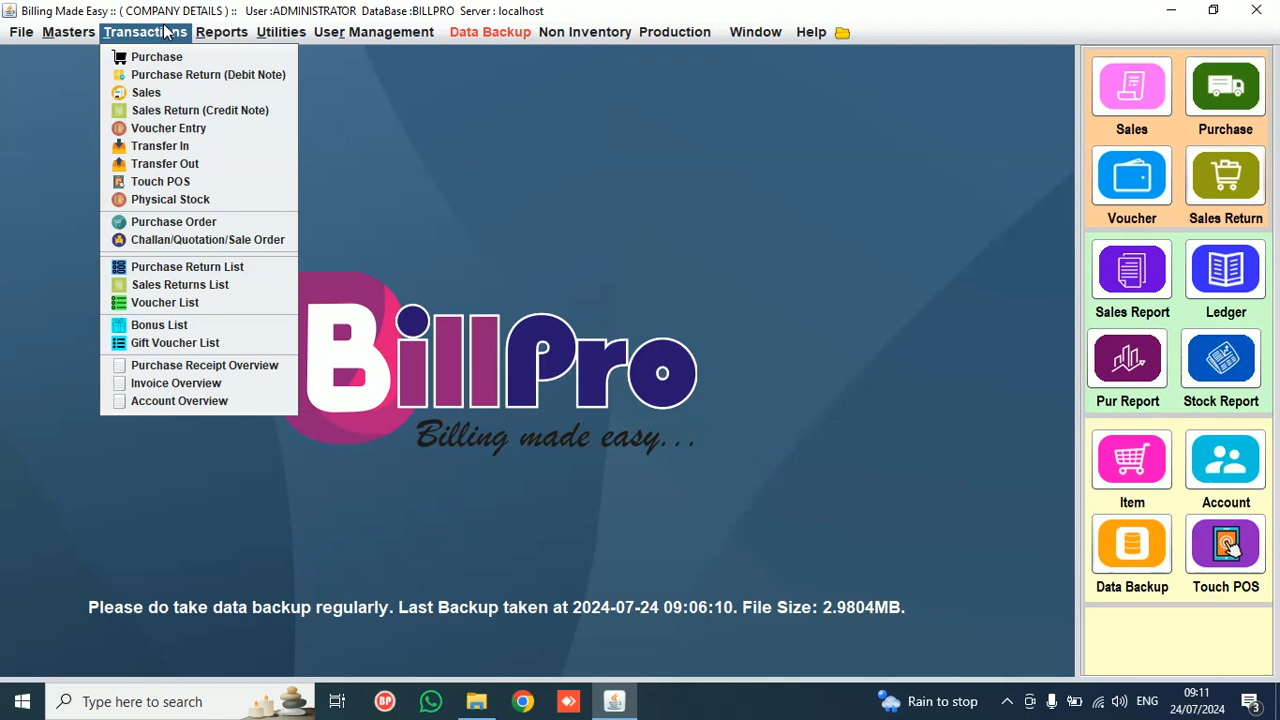 Billing Made Easy :: ( COMPANY DETAILS ) :: User :ADMINISTRATOR DataBase :BILLPRO Server : localhost
File Masters Transactions Reports Utilities User Management Data Backup Non Inventory Production Window Help
Purchase
Purchase Return (Debit Note)
Sales
Sales Return (Credit Note)
Voucher Entry
Transfer In
Transfer Out
Touch POS
Physical Stock
Purchase Order
Challan/Quotation/Sale Order
Purchase Return List
Sales Returns List
Voucher List
Bonus List
Gift Voucher List
Purchase Receipt Overview
Invoice Overview
Account Overview
BillPro
Billing made easy...
Please do take data backup regularly. Last Backup taken at 2024-07-24 09:06:10. File Size: 2.9804MB.
Sales Purchase
Voucher Sales Return
Sales Report Ledger
Pur Report Stock Report
Item Account
Data Backup Touch POS
Type here to search
BP
Rain to stop
ENG
09:11
24/07/2024
3